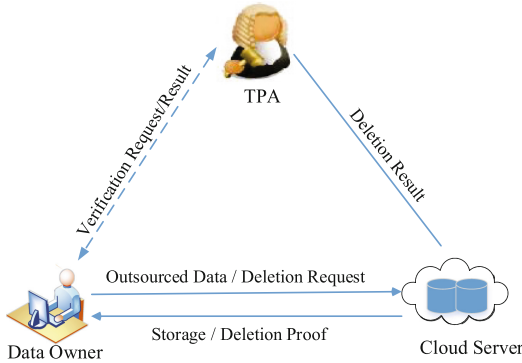 TPA
Verification Request/Result
Deletion Result
Outsourced Data / Deletion Request
Storage / Deletion Proof
Data Owner
Cloud Server